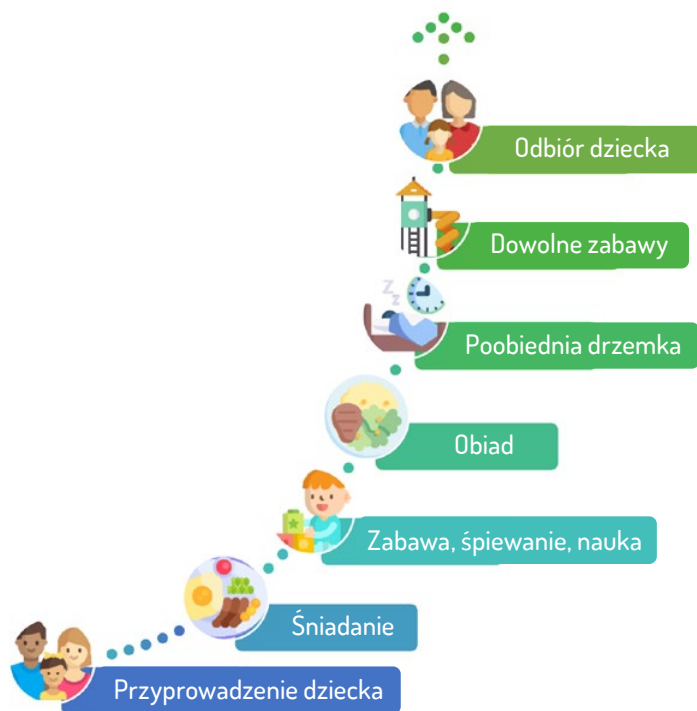 Odbiór dziecka
Dowolne zabawy
Poobiednia drzemka
Obiad
Zabawa, śpiewanie, nauka
Śniadanie
Przyprowadzenie dziecka